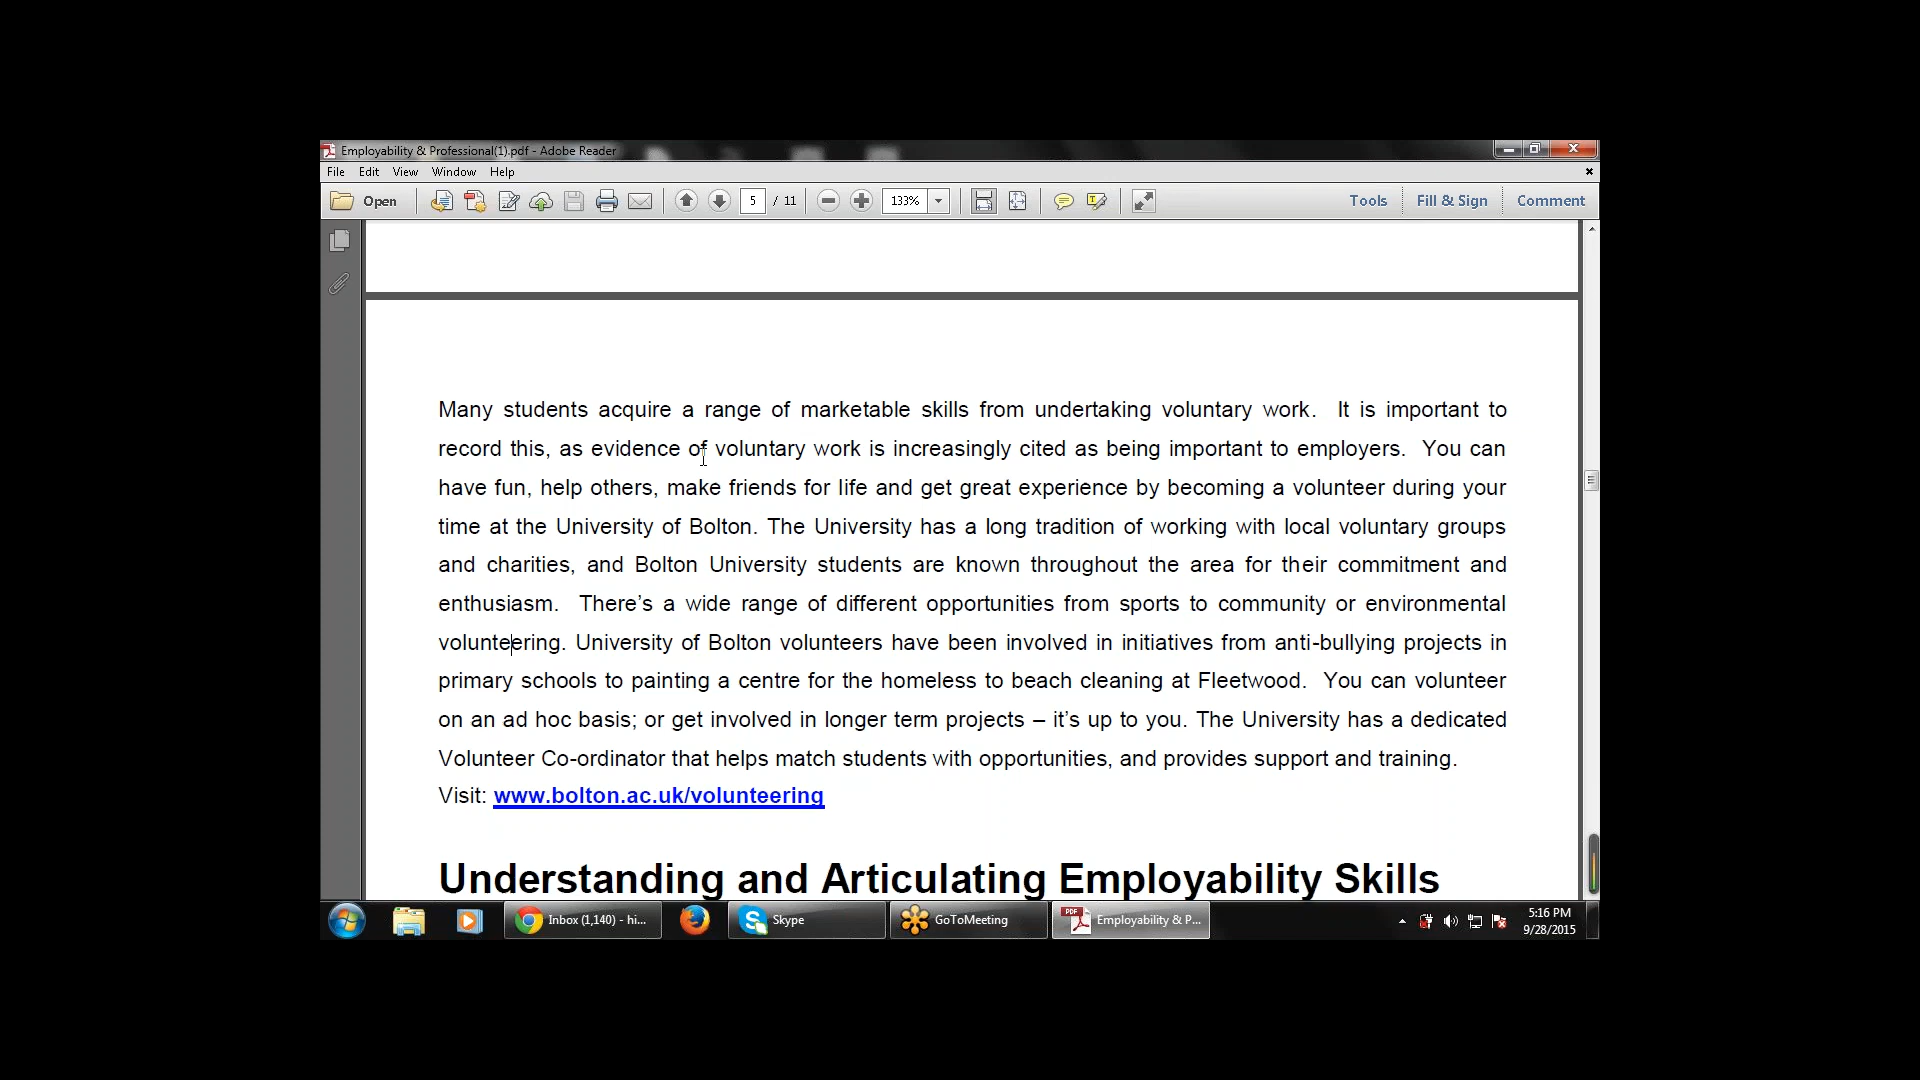 Employability & Professional(1).pdf - Adobe Reader
File Edit View Window Help
Open 5 / 11 133% Tools Fill & Sign Comment
Many students acquire a range of marketable skills from undertaking voluntary work. It is important to
record this, as evidence of voluntary work is increasingly cited as being important to employers. You can
have fun, help others, make friends for life and get great experience by becoming a volunteer during your
time at the University of Bolton. The University has a long tradition of working with local voluntary groups
and charities, and Bolton University students are known throughout the area for their commitment and
enthusiasm. There’s a wide range of different opportunities from sports to community or environmental
volunteering. University of Bolton volunteers have been involved in initiatives from anti-bullying projects in
primary schools to painting a centre for the homeless to beach cleaning at Fleetwood. You can volunteer
on an ad hoc basis; or get involved in longer term projects – it’s up to you. The University has a dedicated
Volunteer Co-ordinator that helps match students with opportunities, and provides support and training.
Visit: www.bolton.ac.uk/volunteering
Understanding and Articulating Employability Skills
Inbox (1,140) - hi... Skype GoToMeeting PDF Employability & P... 5:16 PM
9/28/2015